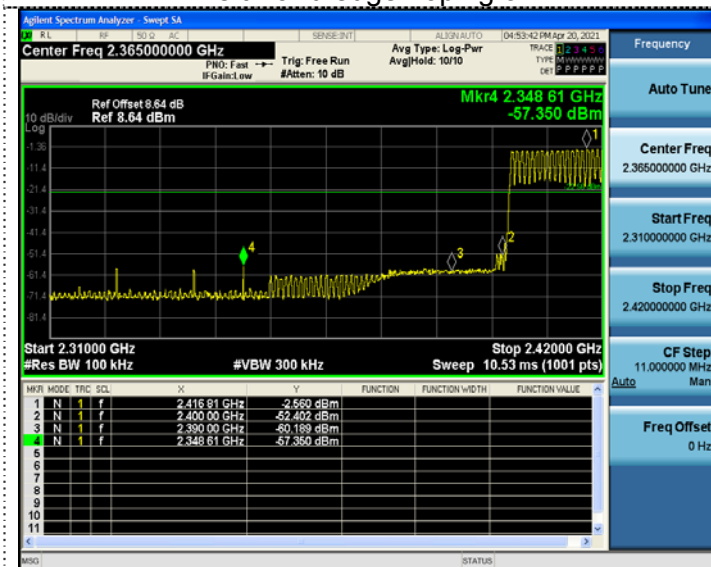 Agilent Spectrum Analyzer - Swept SA
RL RF 50 Ω AC SENSE:INT ALIGNAUTO 04:53:42 PM Apr 20, 2021
Center Freq 2.365000000 GHz
PNO: Fast
IFGain:Low
Trig: Free Run
#Atten: 10 dB
Avg Type: Log-Pwr
Avg|Hold: 10/10
TRACE 1 2 3 4 5 6
TYPE M
DET P P P P P P
Ref Offset 8.64 dB
10 dB/div Ref 8.64 dBm
Log
Mkr4 2.348 61 GHz
-57.350 dBm
-1.36
-11.4
-21.4
-31.4
-41.4
-51.4
-61.4
-71.4
-81.4
1
2
3
4
Start 2.31000 GHz Stop 2.42000 GHz
#Res BW 100 kHz #VBW 300 kHz Sweep 10.53 ms (1001 pts)
MKR MODE TRC SCL X Y FUNCTION FUNCTION WIDTH FUNCTION VALUE
1 N 1 f 2.416 81 GHz -2.560 dBm
2 N 1 f 2.400 00 GHz -52.402 dBm
3 N 1 f 2.390 00 GHz -60.189 dBm
4 N 1 f 2.348 61 GHz -57.350 dBm
5
6
7
8
9
10
11
MSG STATUS
Frequency
Auto Tune
Center Freq
2.365000000 GHz
Start Freq
2.310000000 GHz
Stop Freq
2.420000000 GHz
CF Step
11.000000 MHz
Auto Man
Freq Offset
0 Hz